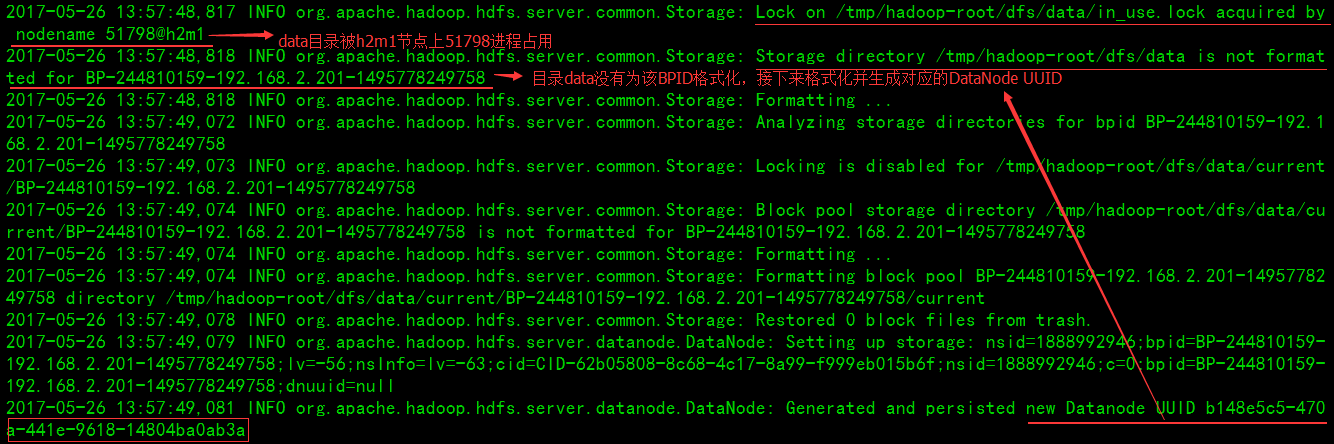 2017-05-26 13:57:48,817 INFO org.apache.hadoop.hdfs.server.common.Storage: Lock on /tmp/hadoop-root/dfs/data/in_use.lock acquired by
nodename 51798@h2m1
data目录被h2m1节点上51798进程占用
2017-05-26 13:57:48,818 INFO org.apache.hadoop.hdfs.server.common.Storage: Storage directory /tmp/hadoop-root/dfs/data is not format
ted for BP-244810159-192.168.2.201-1495778249758
目录data没有为该BPID格式化，接下来格式化并生成对应的DataNode UUID
2017-05-26 13:57:48,818 INFO org.apache.hadoop.hdfs.server.common.Storage: Formatting ...
2017-05-26 13:57:49,072 INFO org.apache.hadoop.hdfs.server.common.Storage: Analyzing storage directories for bpid BP-244810159-192.1
68.2.201-1495778249758
2017-05-26 13:57:49,073 INFO org.apache.hadoop.hdfs.server.common.Storage: Locking is disabled for /tmp/hadoop-root/dfs/data/current
/BP-244810159-192.168.2.201-1495778249758
2017-05-26 13:57:49,074 INFO org.apache.hadoop.hdfs.server.common.Storage: Block pool storage directory /tmp/hadoop-root/dfs/data/cu
rrent/BP-244810159-192.168.2.201-1495778249758 is not formatted for BP-244810159-192.168.2.201-1495778249758
2017-05-26 13:57:49,074 INFO org.apache.hadoop.hdfs.server.common.Storage: Formatting ...
2017-05-26 13:57:49,074 INFO org.apache.hadoop.hdfs.server.common.Storage: Formatting block pool BP-244810159-192.168.2.201-14957782
49758 directory /tmp/hadoop-root/dfs/data/current/BP-244810159-192.168.2.201-1495778249758/current
2017-05-26 13:57:49,078 INFO org.apache.hadoop.hdfs.server.common.Storage: Restored 0 block files from trash.
2017-05-26 13:57:49,079 INFO org.apache.hadoop.hdfs.server.datanode.DataNode: Setting up storage: nsid=1888992946;bpid=BP-244810159-
192.168.2.201-1495778249758;lv=-56;nsInfo=lv=-63;cid=CID-62b05808-8c68-4c17-8a99-f999eb015b6f;nsid=1888992946;c=0;bpid=BP-244810159-
192.168.2.201-1495778249758;dnuuid=null
2017-05-26 13:57:49,081 INFO org.apache.hadoop.hdfs.server.datanode.DataNode: Generated and persisted new Datanode UUID b148e5c5-470
a-441e-9618-14804ba0ab3a